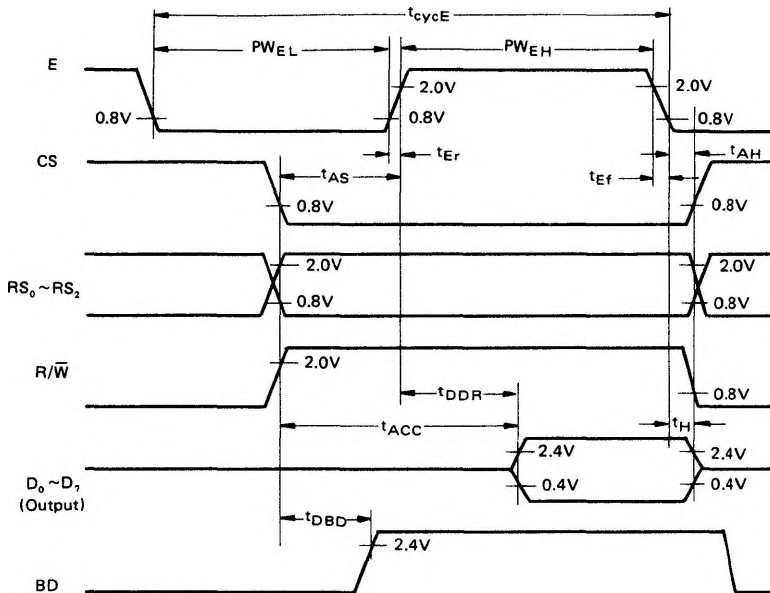 tcycE
PWEL PWEH
E
2.0V 2.0V
0.8V 0.8V 0.8V
tEr tAH
CS
tAS tEf
0.8V 0.8V
2.0V 2.0V
RS₀~RS₂
0.8V 0.8V
R/W̅
2.0V
0.8V
tDDR
tACC tH
2.4V 2.4V
D₀~D₇
0.4V 0.4V
(Output)
tDBD
2.4V
BD